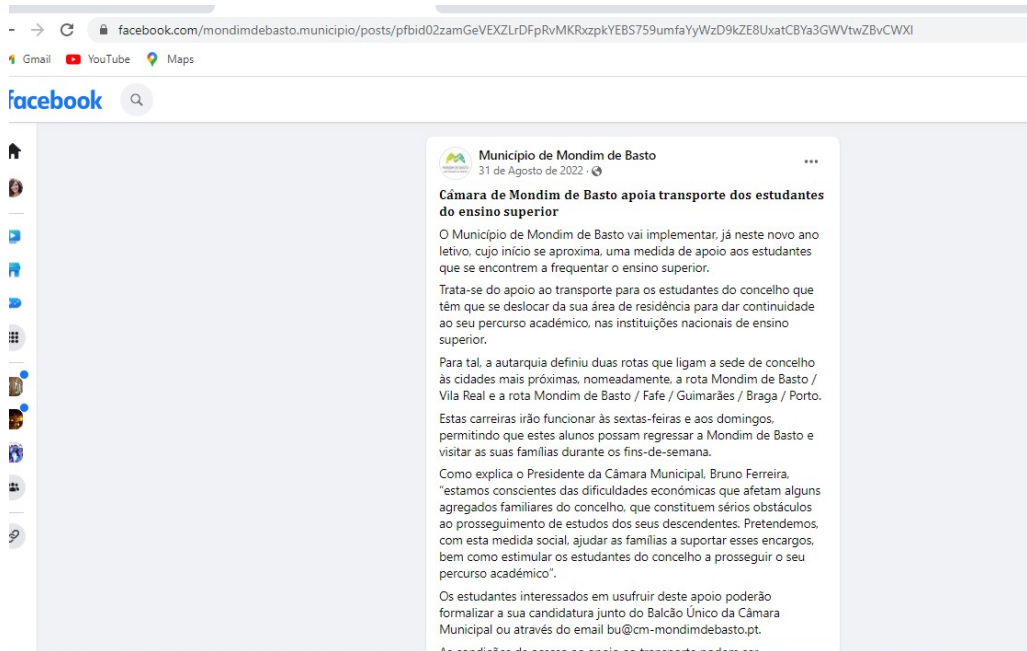 facebook.com/mondimdebasto.municipio/posts/pfbid02zamGeVEXZLrDFpRvMKRxzpkYEBS759umfaYyWzD9kZE8UxatCBYa3GWVtwZBvCWXl
Gmail YouTube Maps
facebook
Município de Mondim de Basto
31 de Agosto de 2022 ·
Câmara de Mondim de Basto apoia transporte dos estudantes
do ensino superior
O Município de Mondim de Basto vai implementar, já neste novo ano
letivo, cujo início se aproxima, uma medida de apoio aos estudantes
que se encontrem a frequentar o ensino superior.
Trata-se do apoio ao transporte para os estudantes do concelho que
têm que se deslocar da sua área de residência para dar continuidade
ao seu percurso académico, nas instituições nacionais de ensino
superior.
Para tal, a autarquia definiu duas rotas que ligam a sede de concelho
às cidades mais próximas, nomeadamente, a rota Mondim de Basto /
Vila Real e a rota Mondim de Basto / Fafe / Guimarães / Braga / Porto.
Estas carreiras irão funcionar às sextas-feiras e aos domingos,
permitindo que estes alunos possam regressar a Mondim de Basto e
visitar as suas famílias durante os fins-de-semana.
Como explica o Presidente da Câmara Municipal, Bruno Ferreira,
"estamos conscientes das dificuldades económicas que afetam alguns
agregados familiares do concelho, que constituem sérios obstáculos
ao prosseguimento de estudos dos seus descendentes. Pretendemos,
com esta medida social, ajudar as famílias a suportar esses encargos,
bem como estimular os estudantes do concelho a prosseguir o seu
percurso académico".
Os estudantes interessados em usufruir deste apoio poderão
formalizar a sua candidatura junto do Balcão Único da Câmara
Municipal ou através do email bu@cm-mondimdebasto.pt.
As condições de acesso ao apoio ao transporte podem ser